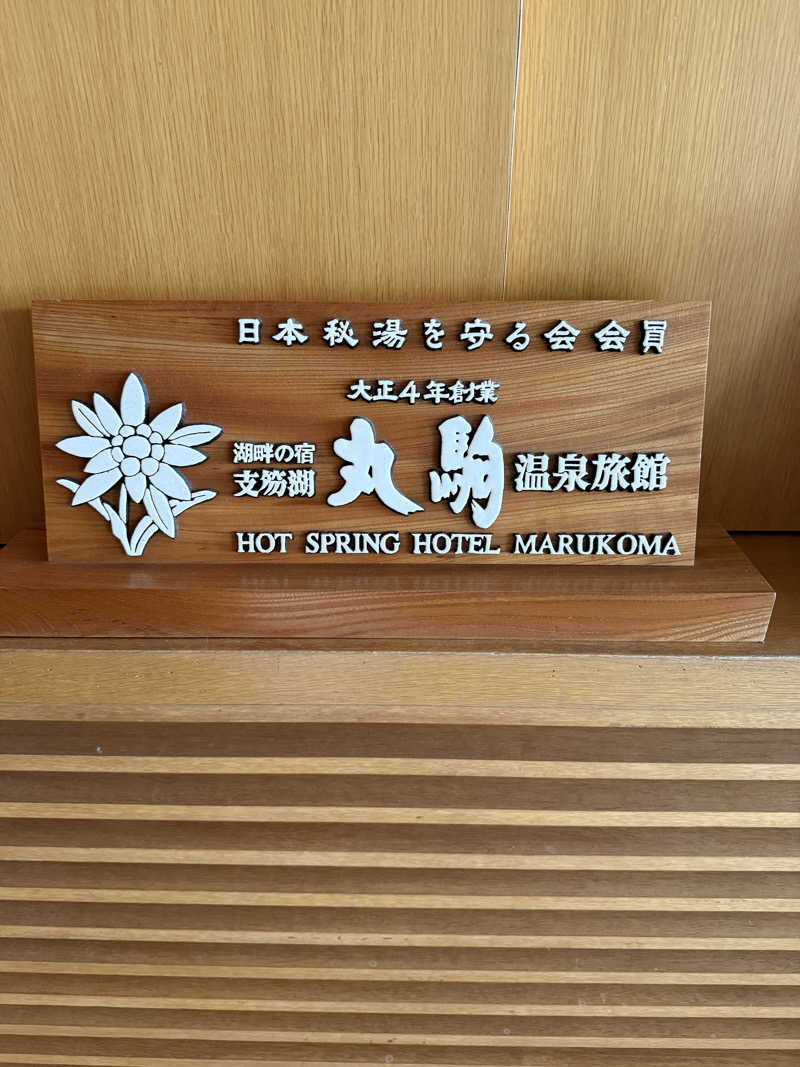 日本秘湯を守る会会員
大正4年創業
湖畔の宿
支笏湖
丸駒
温泉旅館
HOT SPRING HOTEL MARUKOMA